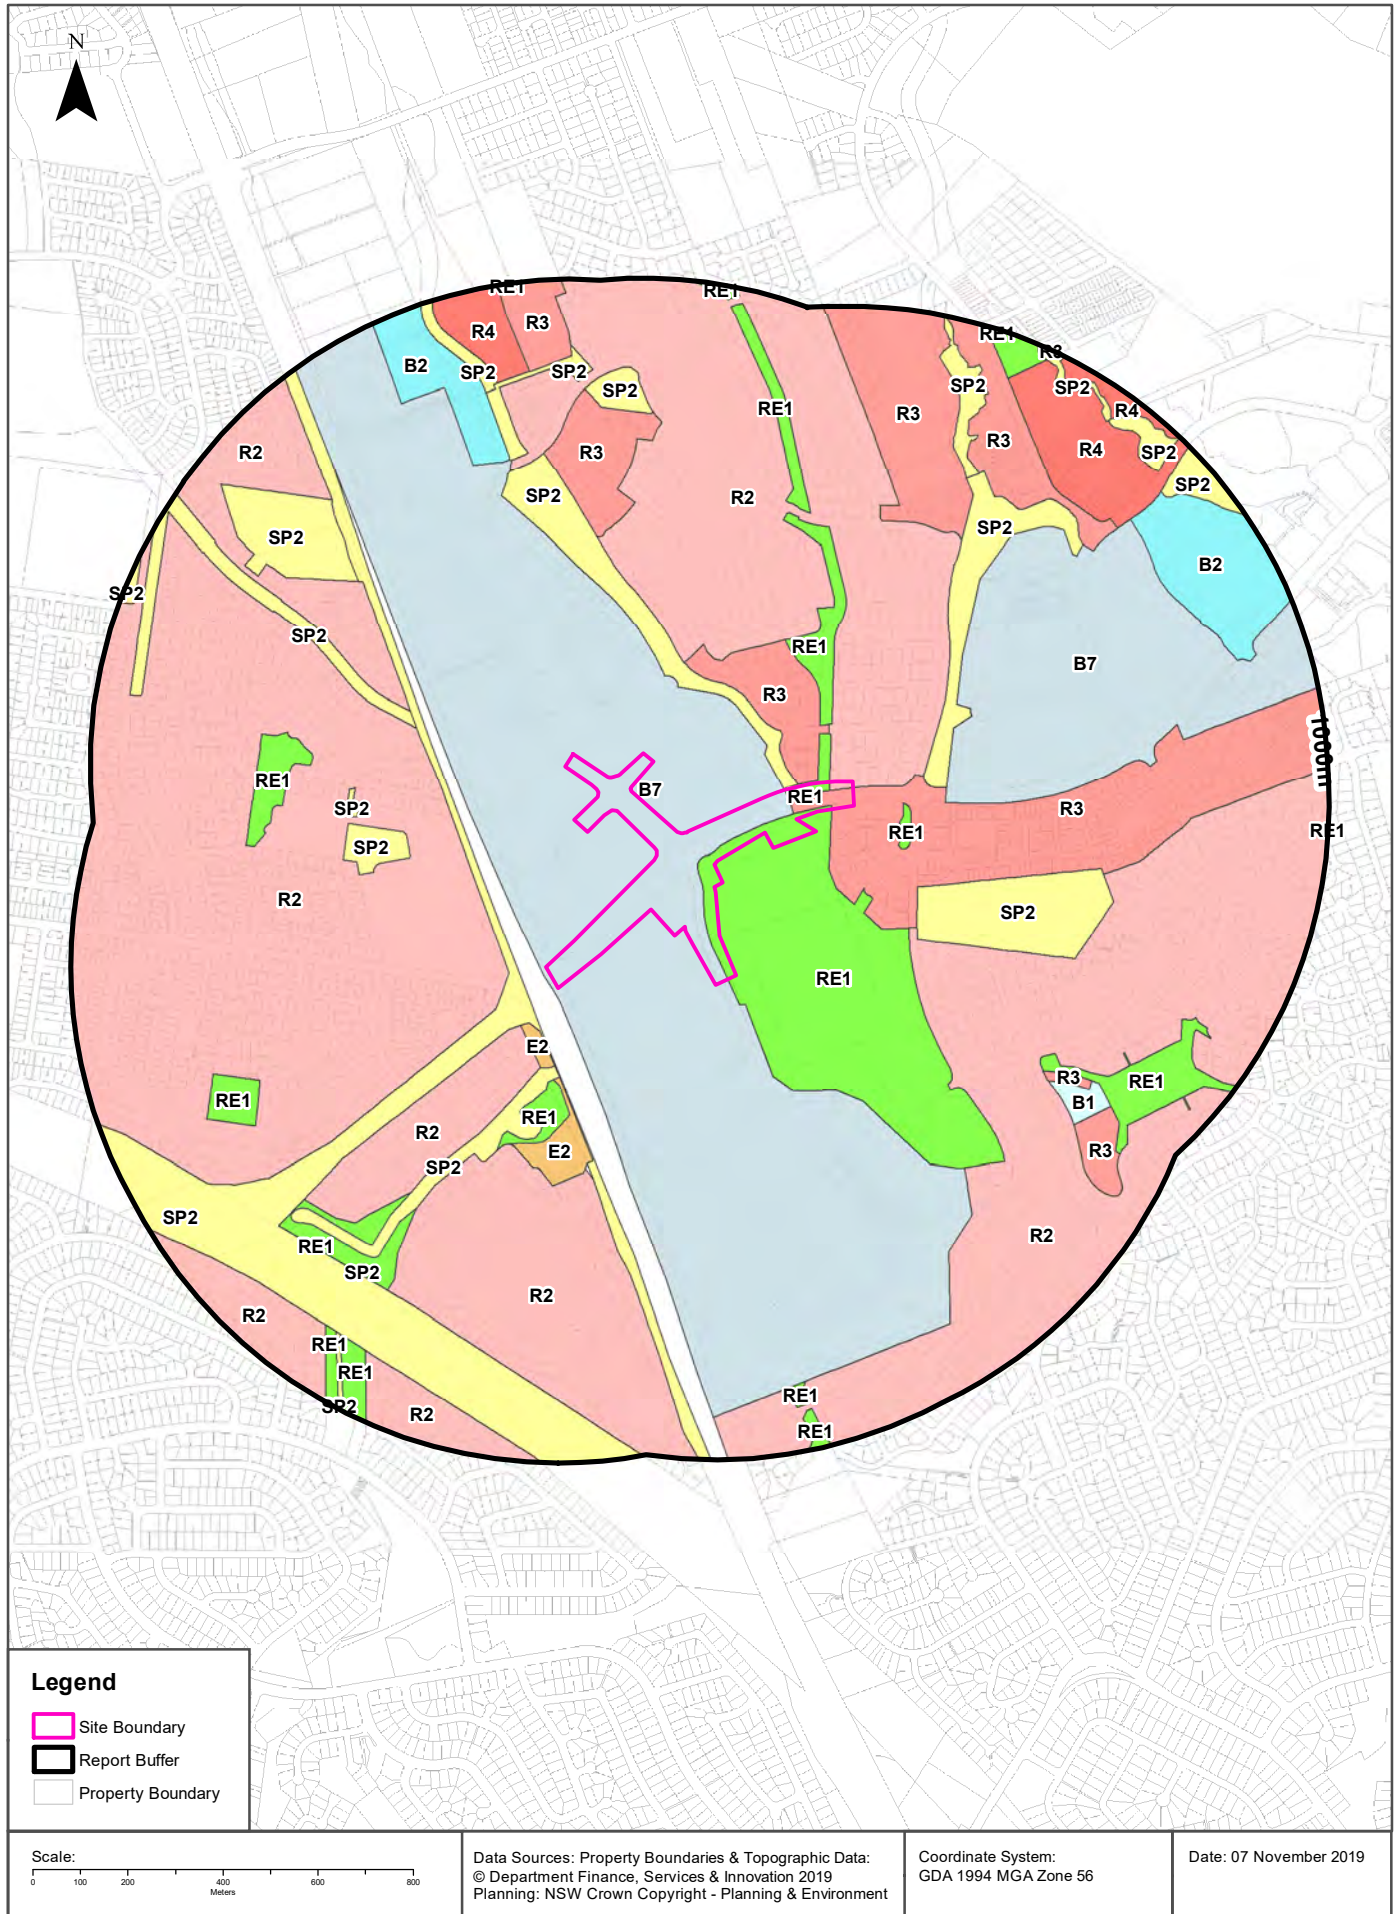 N
RE1
RE1
R3
R4
RE1
R3
B2
SP2
SP2
SP2
SP2
R4
SP2
RE1
R3
R3
R4
SP2
R2
R3
SP2
SP2
R2
SP2
SP2
B2
SP2
SP2
RE1
B7
R3
1000m
RE1
B7
RE1
SP2
R3
RE1
RE1
SP2
R2
SP2
RE1
E2
R3
RE1
RE1
B1
RE1
R2
E2
R3
SP2
SP2
R2
RE1
SP2
R2
R2
RE1
RE1
RE1
SP2
R2
RE1
Legend
Site Boundary
Report Buffer
Property Boundary
Scale:
0 100 200 400 600 800
Meters
Data Sources: Property Boundaries & Topographic Data:
© Department Finance, Services & Innovation 2019
Planning: NSW Crown Copyright - Planning & Environment
Coordinate System:
GDA 1994 MGA Zone 56
Date: 07 November 2019